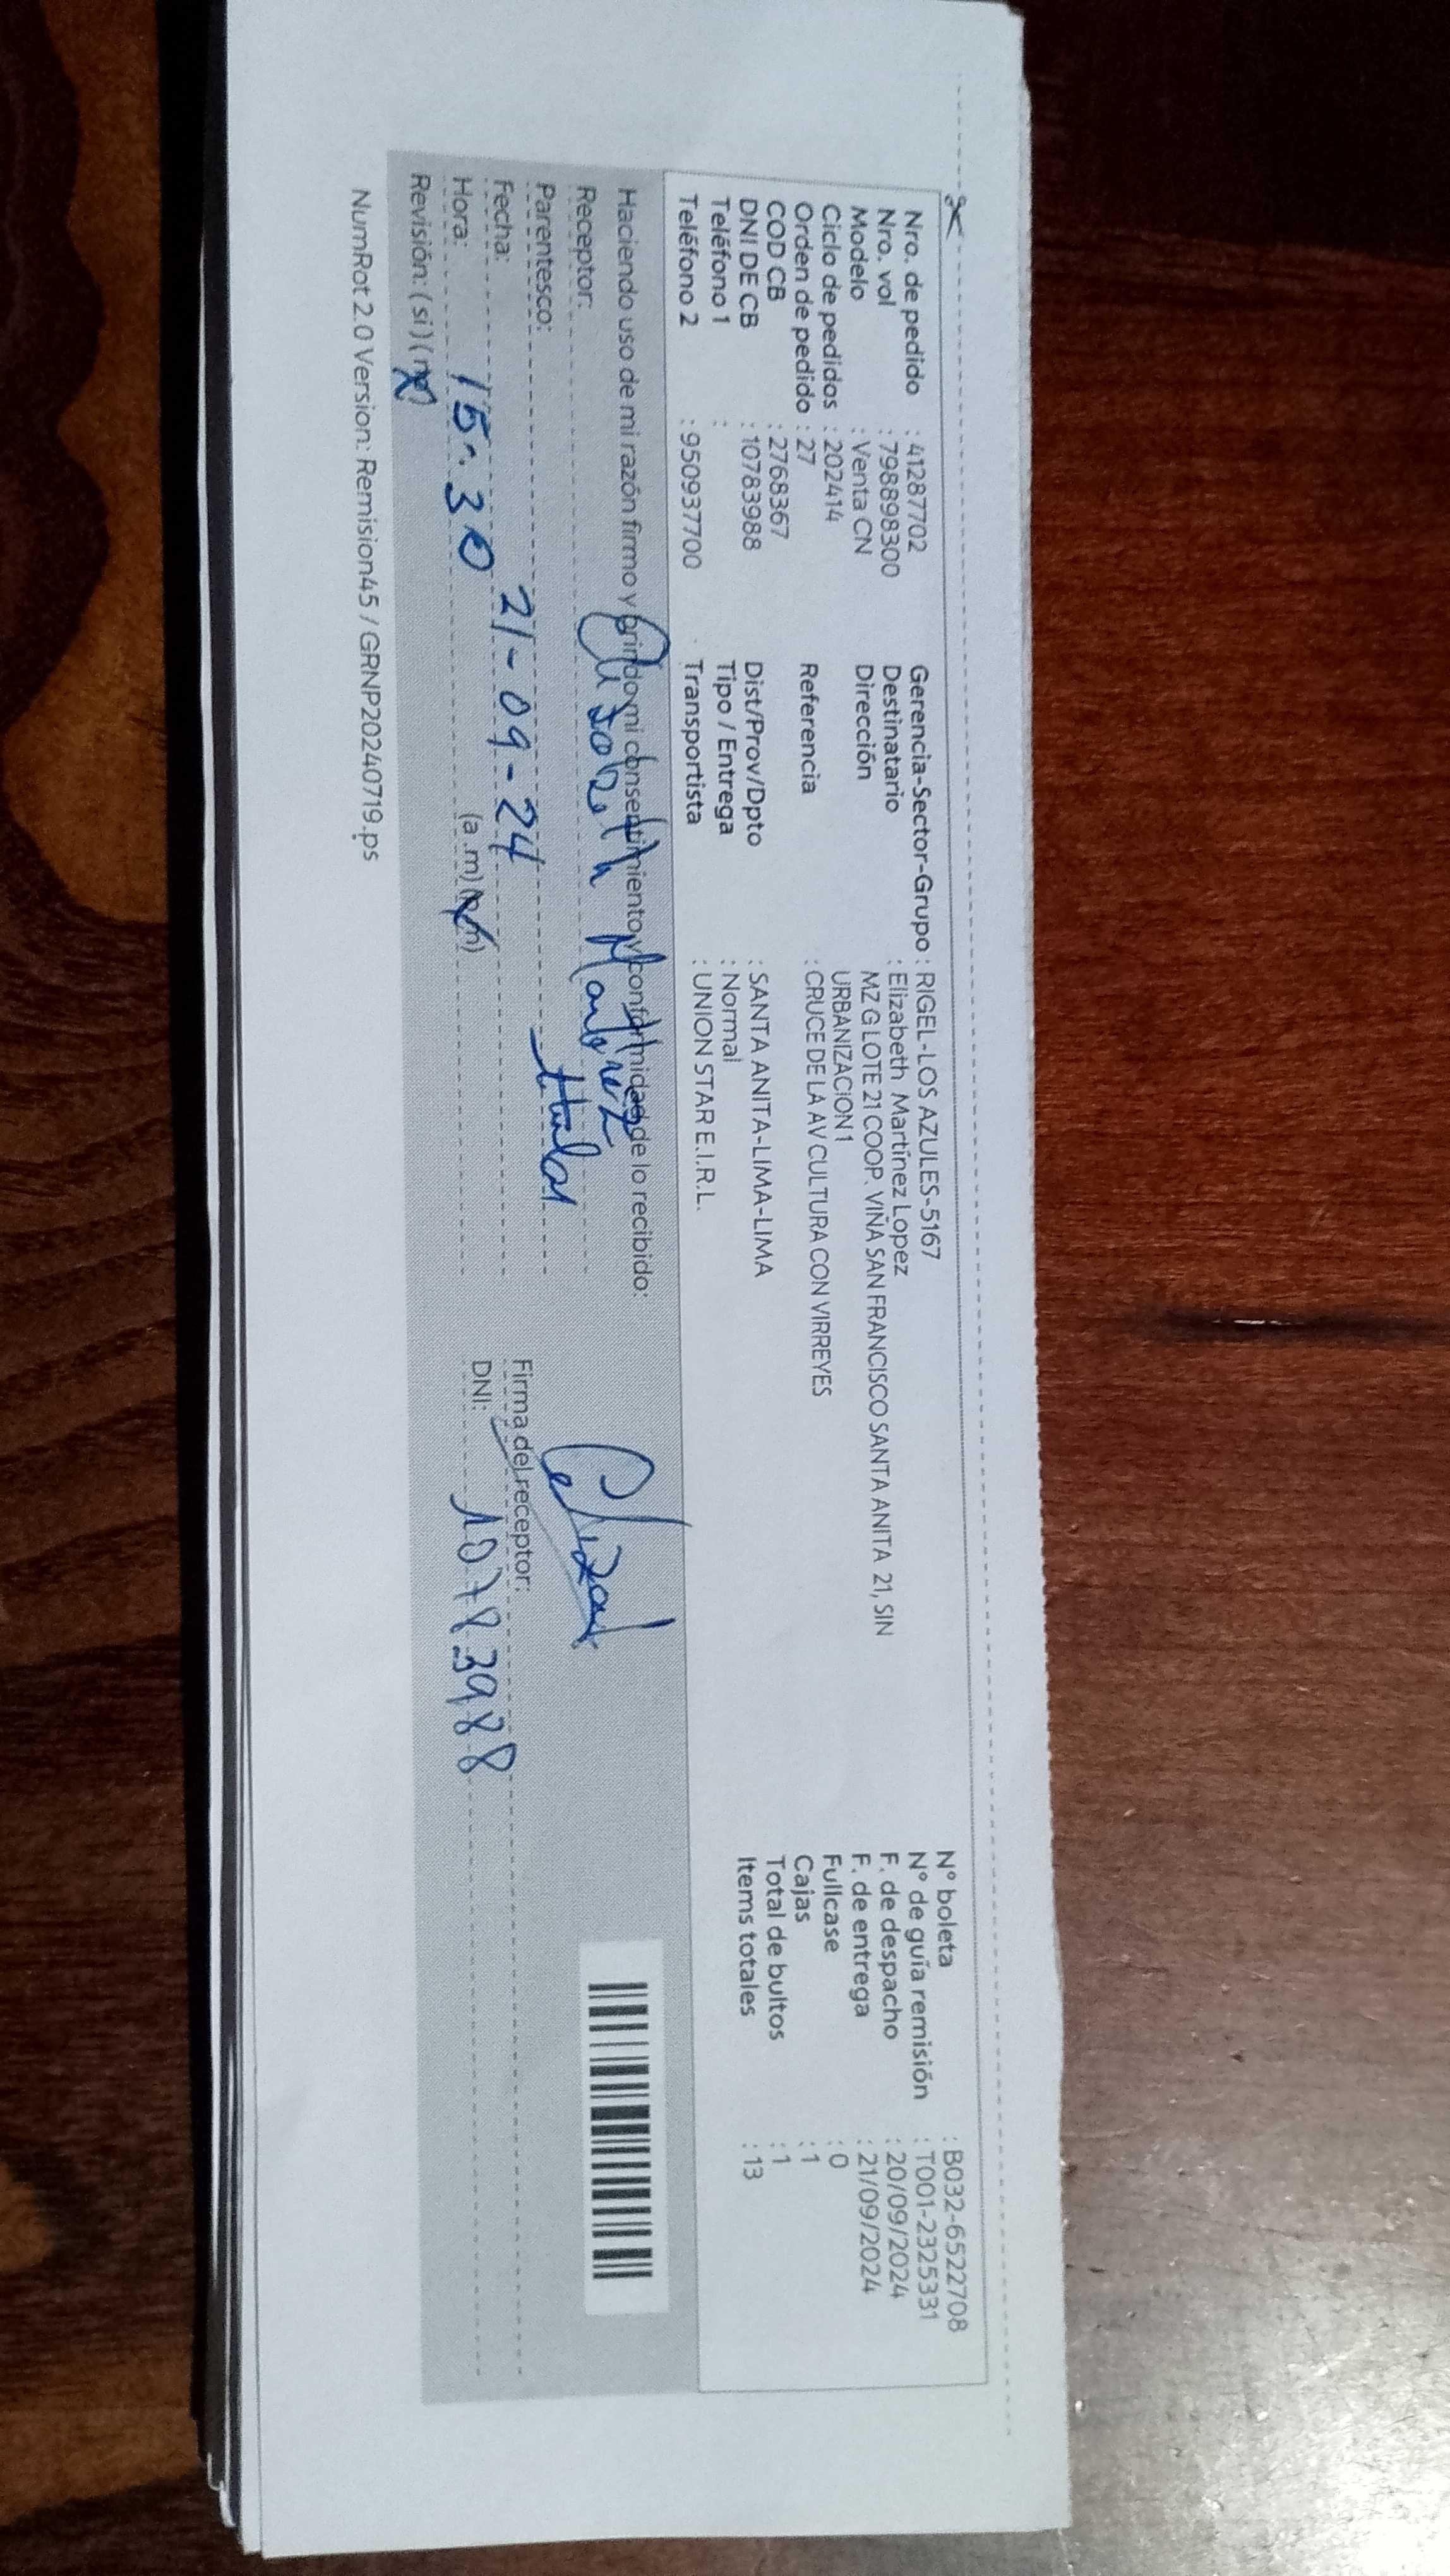 Nro. de pedido : 41287702
Nro. vol : 798898300
Modelo : Venta CN
Ciclo de pedidos : 202414
Orden de pedido : 27
COD CB : 2768367
DNI DE CB : 10783988
Teléfono 1 :
Teléfono 2 : 950937700
Gerencia-Sector-Grupo : RIGEL-LOS AZULES-5167
Destinatario : Elizabeth Martínez Lopez
Dirección MZ G LOTE 21 COOP. VIÑA SAN FRANCISCO SANTA ANITA 21, SIN
URBANIZACION 1
Referencia : CRUCE DE LA AV CULTURA CON VIRREYES
Dist/Prov/Dpto : SANTA ANITA-LIMA-LIMA
Tipo / Entrega : Normal
Transportista : UNION STAR E.I.R.L.
N° boleta : B032-6522708
N° de guía remisión : T001-2325331
F. de despacho : 20/09/2024
F. de entrega : 21/09/2024
Fullcase : 0
Cajas : 1
Total de bultos : 1
Items totales : 13
Haciendo uso de mi razón firmo y brindo mi consentimiento y conformidad de lo recibido:
Receptor: Martinez
Parentesco: titular
Fecha: 21-09-24
Hora: 15:30 (a.m) (p.m)
Revisión: (si) (no)
Firma del receptor:
DNI: 10783988
NumRot 2.0 Version: Remision45 / GRNP20240719.ps